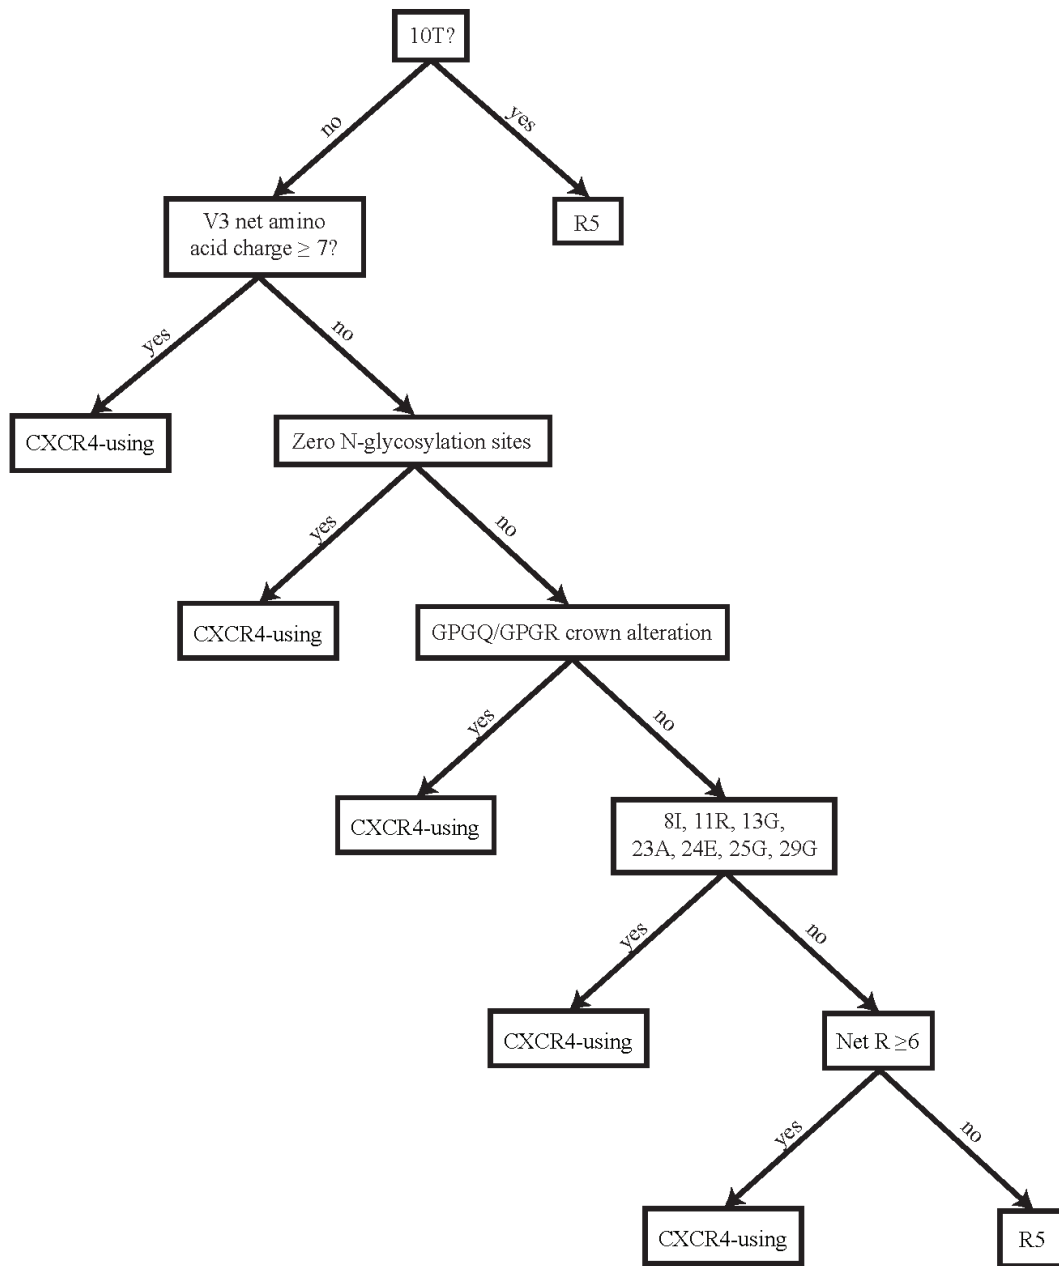 10T?
no
yes
V3 net amino
acid charge ≥ 7?
R5
yes
no
CXCR4-using
Zero N-glycosylation sites
yes
no
CXCR4-using
GPGQ/GPGR crown alteration
yes
no
CXCR4-using
8I, 11R, 13G,
23A, 24E, 25G, 29G
yes
no
CXCR4-using
Net R ≥6
yes
no
CXCR4-using
R5